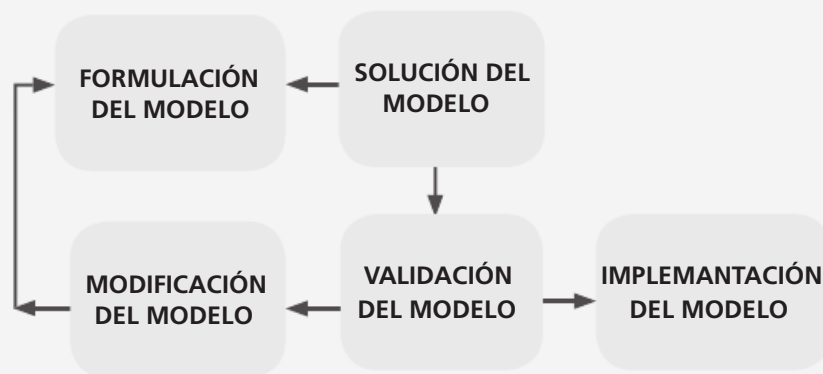 FORMULACIÓN
DEL MODELO
SOLUCIÓN DEL
MODELO
MODIFICACIÓN
DEL MODELO
VALIDACIÓN
DEL MODELO
IMPLEMANTACIÓN
DEL MODELO